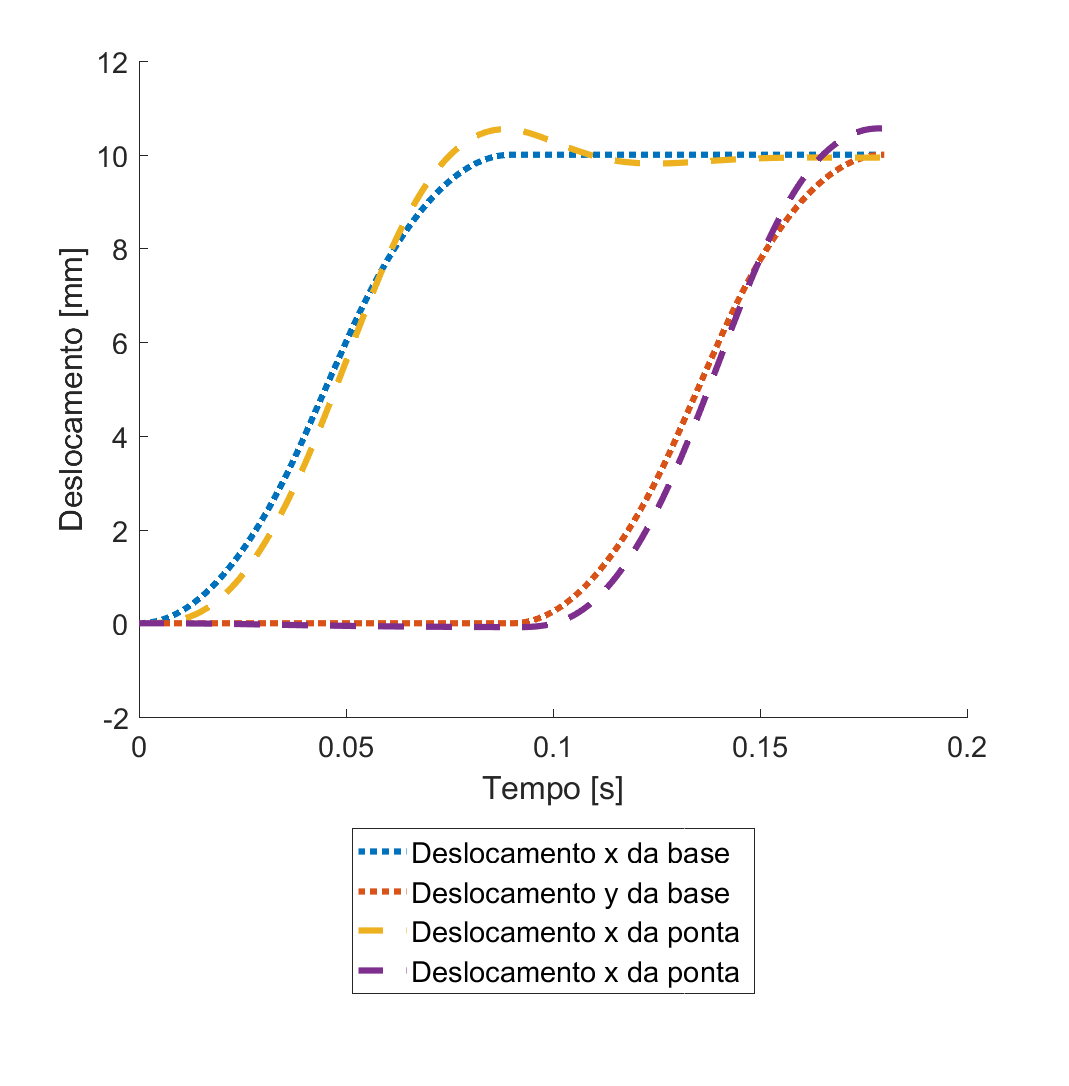 12
10
8
6
4
2
0
-2
Deslocamento [mm]
0 0.05 0.1 0.15 0.2
Tempo [s]
Deslocamento x da base
Deslocamento y da base
Deslocamento x da ponta
Deslocamento x da ponta